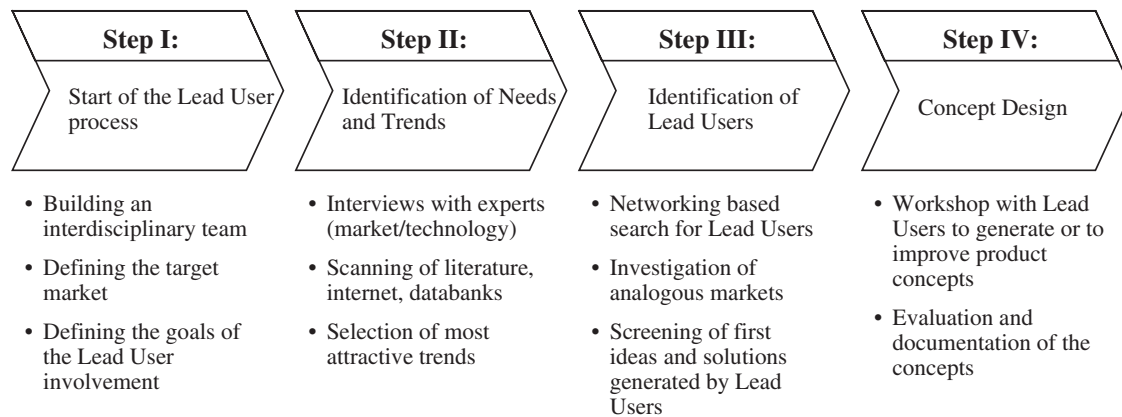 Step I:
Start of the Lead User
process
• Building an
interdisciplinary team
• Defining the target
market
• Defining the goals of
the Lead User
involvement
Step II:
Identification of Needs
and Trends
• Interviews with experts
(market/technology)
• Scanning of literature,
internet, databanks
• Selection of most
attractive trends
Step III:
Identification of
Lead Users
• Networking based
search for Lead Users
• Investigation of
analogous markets
• Screening of first
ideas and solutions
generated by Lead
Users
Step IV:
Concept Design
• Workshop with Lead
Users to generate or to
improve product
concepts
• Evaluation and
documentation of the
concepts